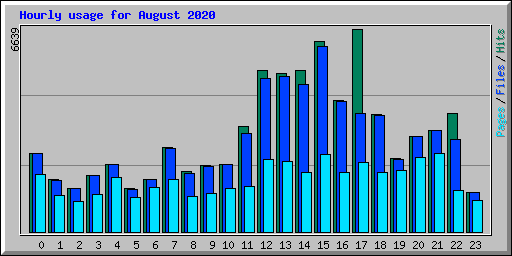 Hourly usage for August 2020
6639
Pages/Files/Hits
0 1 2 3 4 5 6 7 8 9 10 11 12 13 14 15 16 17 18 19 20 21 22 23